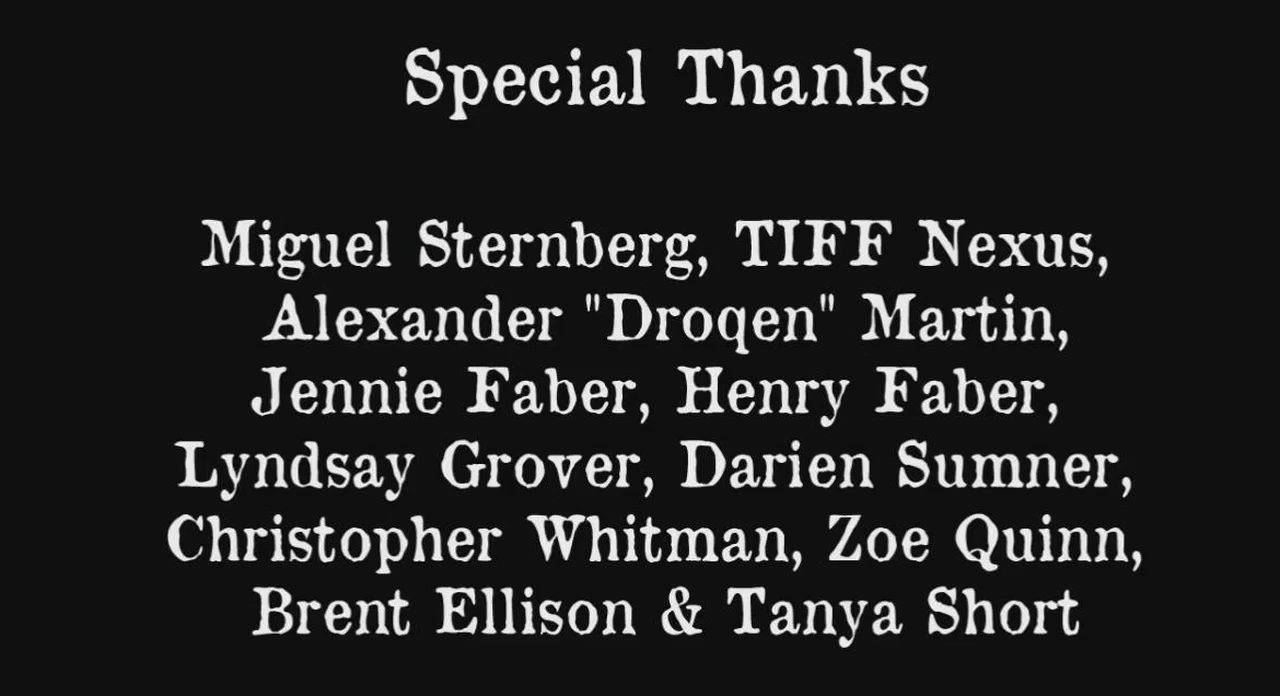 Special Thanks
Miguel Sternberg, TIFF Nexus,
Alexander "Droqen" Martin,
Jennie Faber, Henry Faber,
Lyndsay Grover, Darien Sumner,
Christopher Whitman, Zoe Quinn,
Brent Ellison & Tanya Short